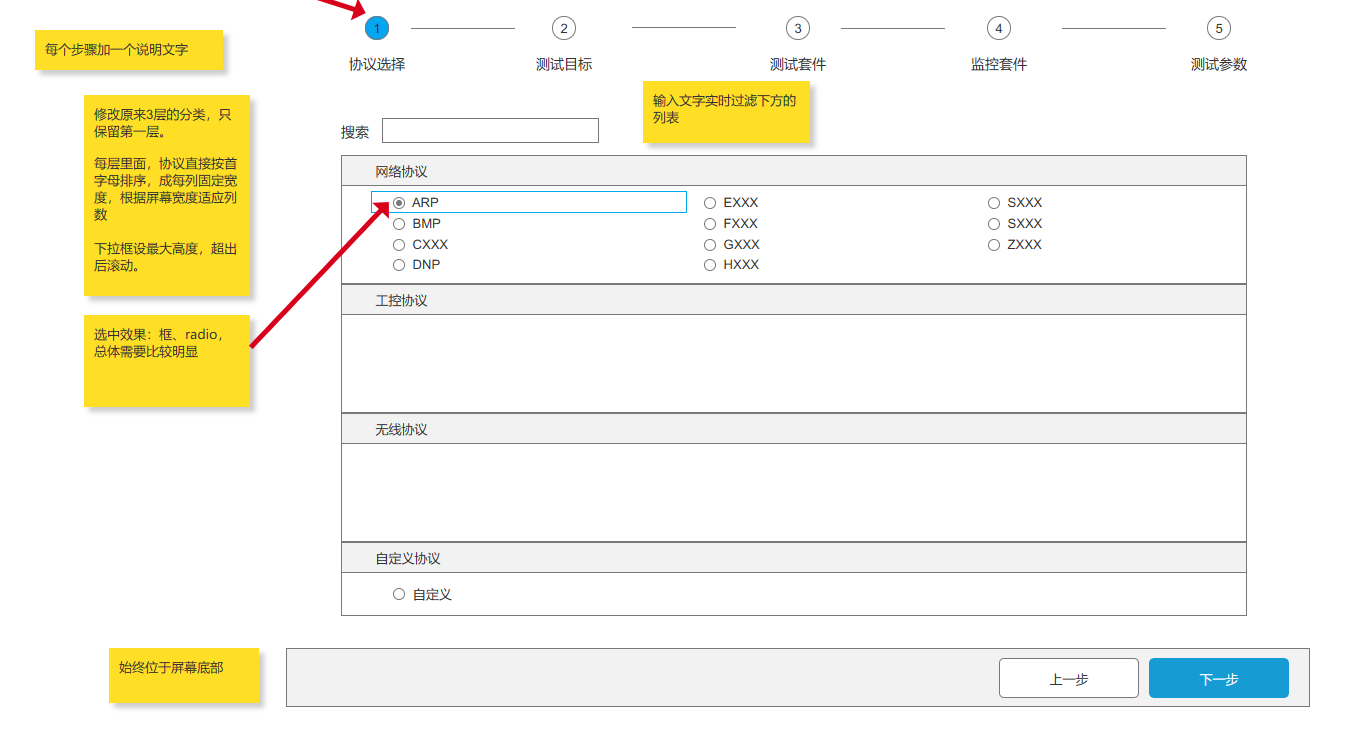 1
2
3
4
5
协议选择
测试目标
测试套件
监控套件
测试参数
每个步骤加一个说明文字
修改原来3层的分类，只
保留第一层。
每层里面，协议直接按首
字母排序，成每列固定宽
度，根据屏幕宽度适应列
数
下拉框设最大高度，超出
后滚动。
输入文字实时过滤下方的
列表
搜索
网络协议
ARP
EXXX
SXXX
BMP
FXXX
SXXX
CXXX
GXXX
ZXXX
DNP
HXXX
选中效果：框、radio，
总体需要比较明显
工控协议
无线协议
自定义协议
自定义
始终位于屏幕底部
上一步
下一步